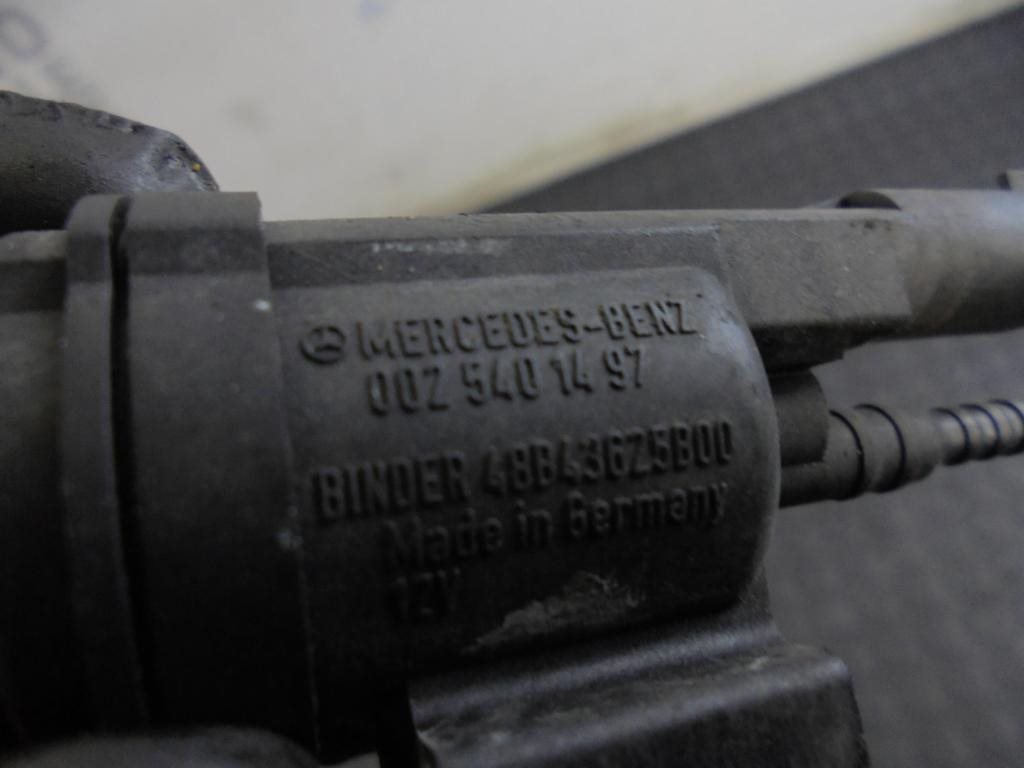 MERCEDES-BENZ
002 540 14 97
BINDER 48B43625B00
Made in Germany
12V